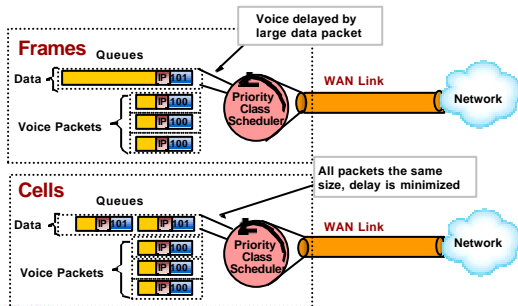 Frames
Queues
Voice delayed by
large data packet
Data
IP 101
Voice Packets
IP 100
IP 100
IP 100
Priority
Class
Scheduler
WAN Link
Network
Cells
Queues
All packets the same
size, delay is minimized
Data
IP 101 IP 101
Voice Packets
IP 100
IP 100
IP 100
Priority
Class
Scheduler
WAN Link
Network